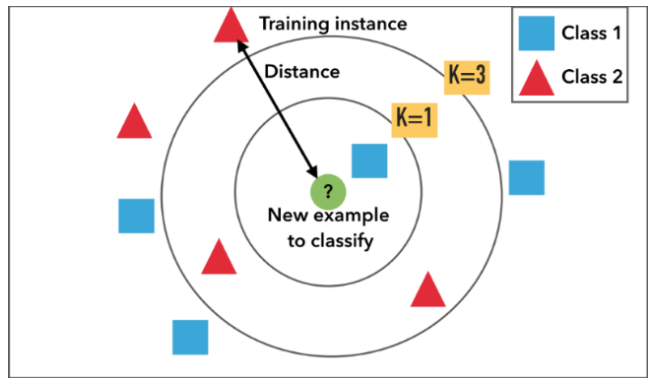 Training instance
Class 1
Distance
K=3
Class 2
K=1
?
New example
to classify